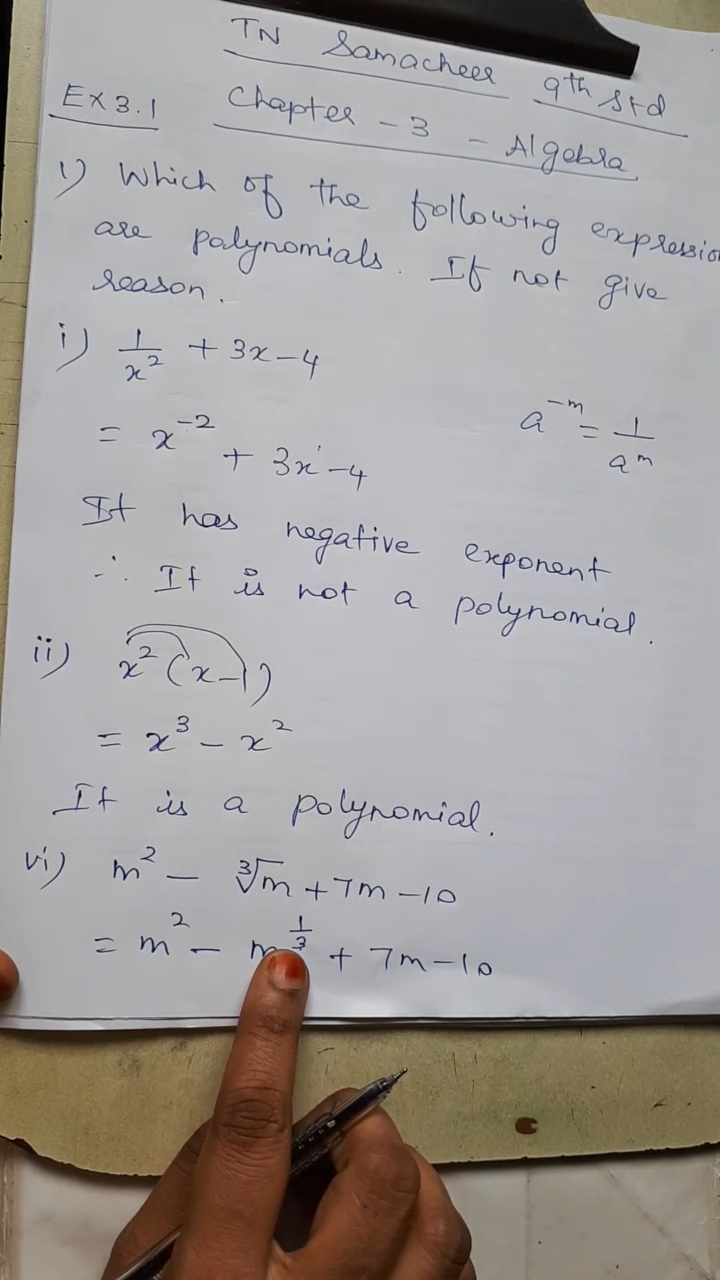 TN Samacheer 9th Std
Ex 3.1 Chapter - 3 - Algebra
1) Which of the following expression
are polynomials. If not give
reason.
i) 1/x² + 3x - 4
= x⁻² + 3x¹ - 4
a⁻ᵐ = 1/aᵐ
It has negative exponent
∴ It is not a polynomial.
ii) x²(x-1)
= x³ - x²
It is a polynomial.
vi) m² - ∛m + 7m - 10
= m² - m^(1/3) + 7m - 10